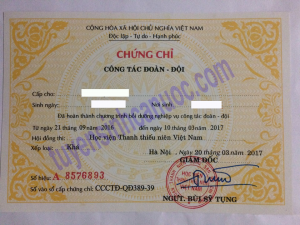 CỘNG HÒA XÃ HỘI CHỦ NGHĨA VIỆT NAM
Độc lập - Tự do - Hạnh phúc
CHỨNG CHỈ
CÔNG TÁC ĐOÀN - ĐỘI
Cấp cho:
Sinh ngày: Nơi sinh:
Đã hoàn thành chương trình bồi dưỡng nghiệp vụ công tác đoàn - đội
Từ ngày 21 tháng 09 năm 2016 đến ngày 10 tháng 03 năm 2017
Hội đồng thi: Học viện Thanh thiếu niên Việt Nam
Xếp loại: Khá
Hà Nội, Ngày 20 tháng 03 năm 2017
GIÁM ĐỐC
Số hiệu: A 8576893
Số vào sổ cấp chứng chỉ: CCCTĐ-QĐ389-39
NGƯT. BÙI SỸ TỤNG